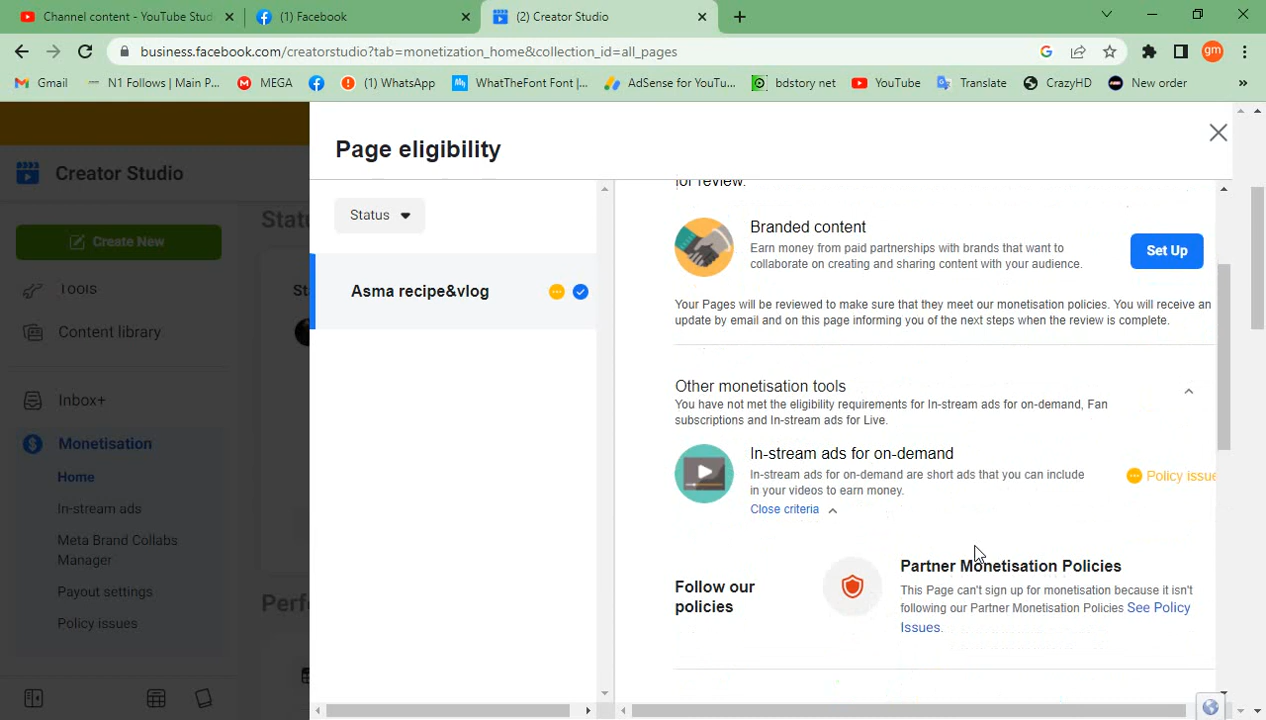 Channel content - YouTube Stud
(1) Facebook
(2) Creator Studio
business.facebook.com/creatorstudio?tab=monetization_home&collection_id=all_pages
gm
Gmail
N1 Follows | Main P...
MEGA
(1) WhatsApp
WhatTheFont Font |...
AdSense for YouTu...
bdstory net
YouTube
Translate
CrazyHD
New order
»
Creator Studio
Create New
Tools
Content library
Inbox+
Monetisation
Home
In-stream ads
Meta Brand Collabs
Manager
Payout settings
Policy issues
Page eligibility
Status
Asma recipe&vlog
for review.
Branded content
Earn money from paid partnerships with brands that want to
collaborate on creating and sharing content with your audience.
Set Up
Your Pages will be reviewed to make sure that they meet our monetisation policies. You will receive an
update by email and on this page informing you of the next steps when the review is complete.
Other monetisation tools
You have not met the eligibility requirements for In-stream ads for on-demand, Fan
subscriptions and In-stream ads for Live.
In-stream ads for on-demand
In-stream ads for on-demand are short ads that you can include
in your videos to earn money.
Policy issue
Close criteria
Follow our
policies
Partner Monetisation Policies
This Page can't sign up for monetisation because it isn't
following our Partner Monetisation Policies See Policy
Issues.